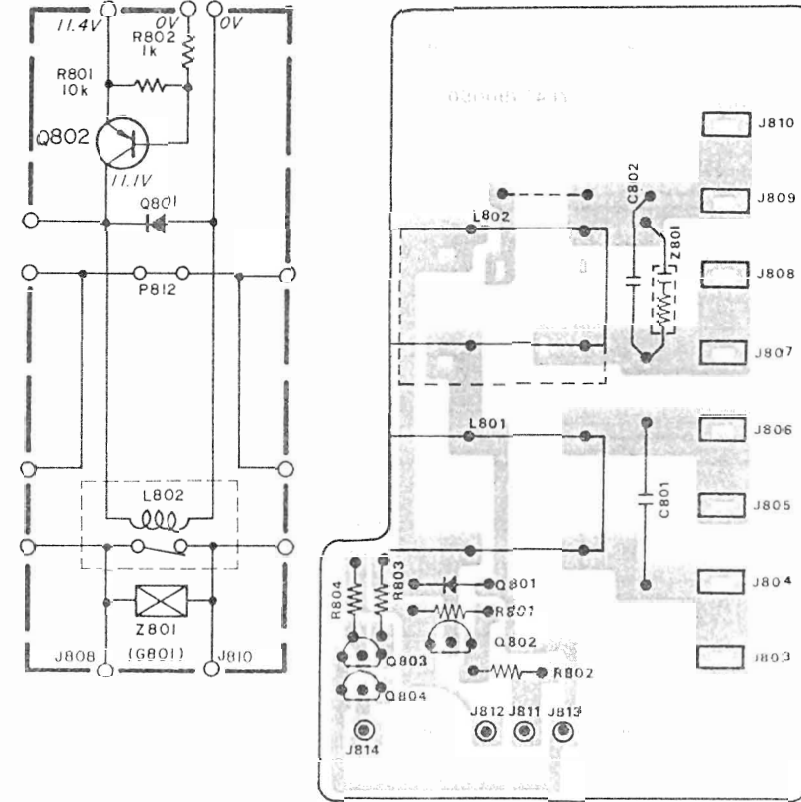 11.4V
0V
0V
R802
1k
R801
10k
Q802
11.1V
Q801
P812
L802
Z801
(G801)
J808
J810
J810
C802
J809
L802
Z801
J808
J807
L801
J806
C801
J805
R804
R803
Q801
J804
R801
Q802
Q803
R802
J803
Q804
J812
J811
J813
J814